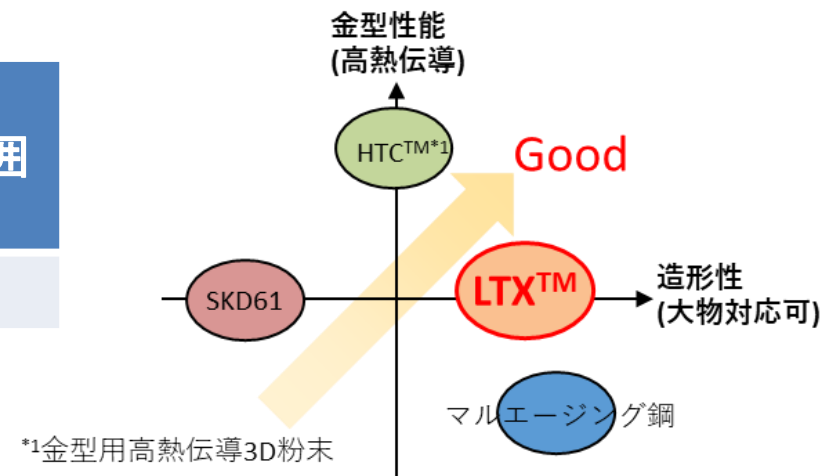 金型性能
(高熱伝導)
囲
HTC™*1
Good
SKD61
LTX™
造形性
(大物対応可)
マルエージング鋼
*1金型用高熱伝導3D粉末